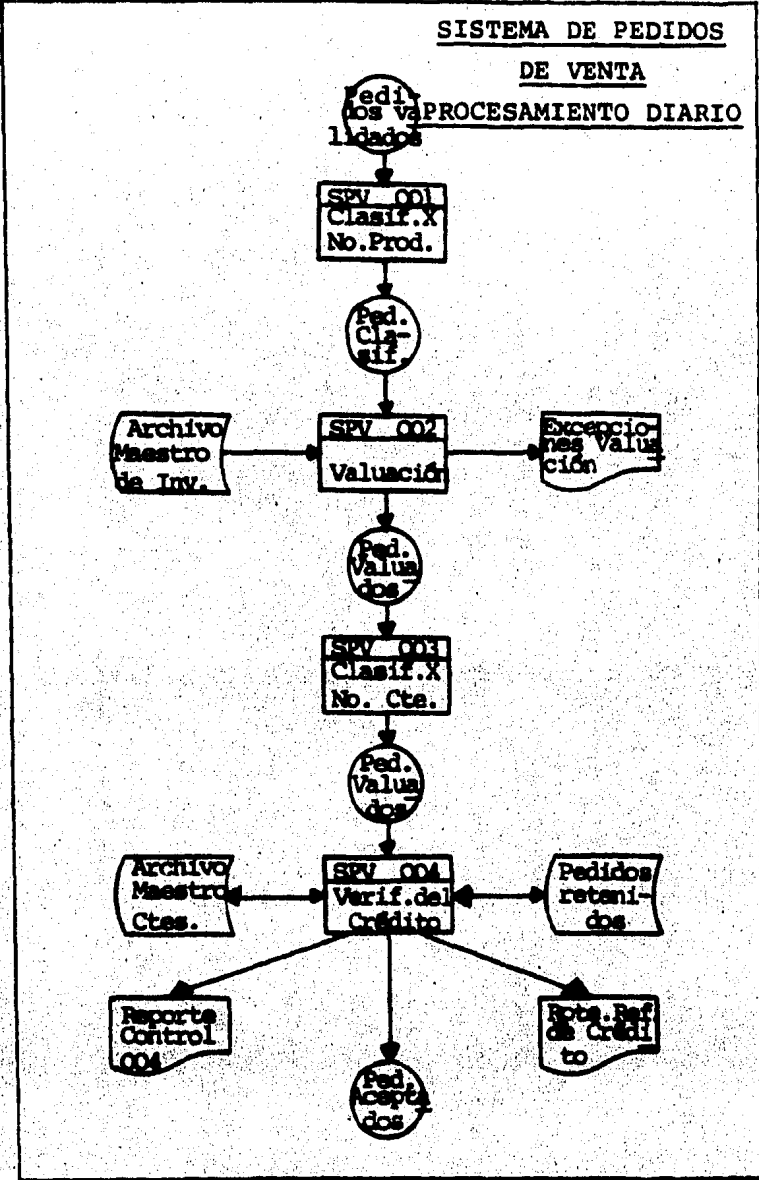 SISTEMA DE PEDIDOS
DE VENTA
PROCESAMIENTO DIARIO
Pedi-
dos va
lidados
SPV 001
Clasif.X
No.Prod.
Ped.
Cla-
sif.
Archivo
Maestro
de Inv.
SPV 002
Valuación
Excepcio-
nes Valua
ción
Ped.
Valua
dos
SPV 003
Clasif.X
No. Cte.
Ped.
Valua
dos
Archivo
Maestro
Ctes.
SPV 004
Verif.del
Crédito
Pedidos
reteni-
dos
Reporte
Control
004
Ped.
Acepta
dos
Rpte.Ref.
de Crédi
to